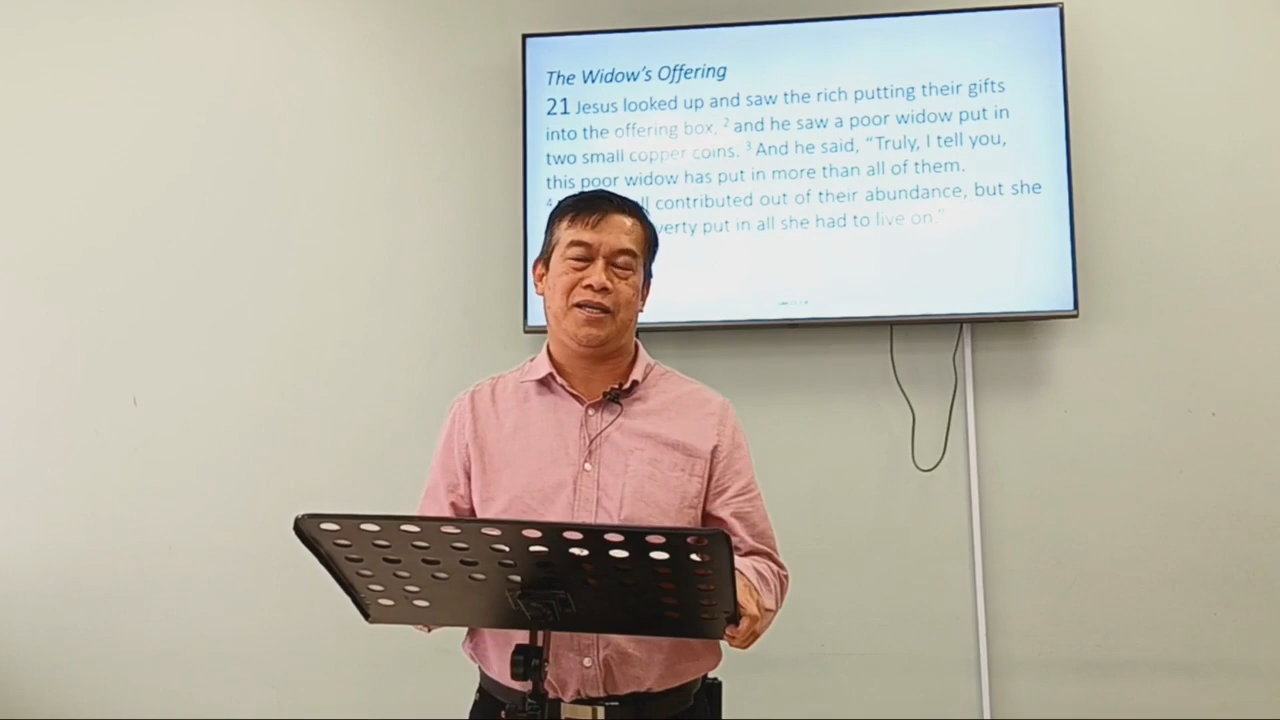 The Widow's Offering
21 Jesus looked up and saw the rich putting their gifts
into the offering box, 2 and he saw a poor widow put in
two small copper coins. 3 And he said, “Truly, I tell you,
this poor widow has put in more than all of them.
4 contributed out of their abundance, but she
put in all she had to live on.”